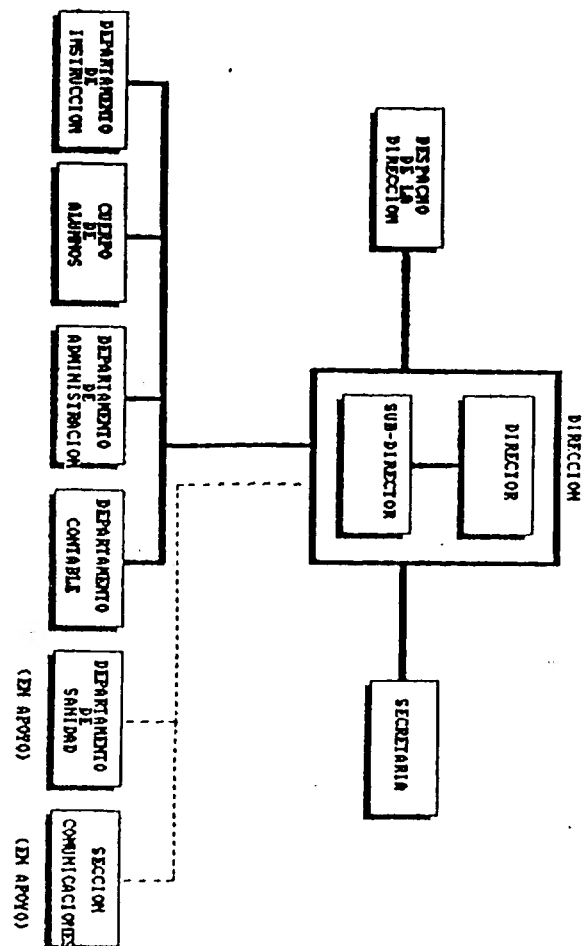 DIRECCION
DIRECTOR
SUB-DIRECTOR
DESPACHO
DE LA
DIRECCION
SECRETARIA
DEPARTAMENTO
DE
INSTRUCCION
CUERPO
DE
ALUMNOS
DEPARTAMENTO
DE
ADMINISTRACION
DEPARTAMENTO
CONTABLE
DEPARTAMENTO
DE
SANIDAD
(EN APOYO)
SECCION
COMUNICACIONES
(EN APOYO)